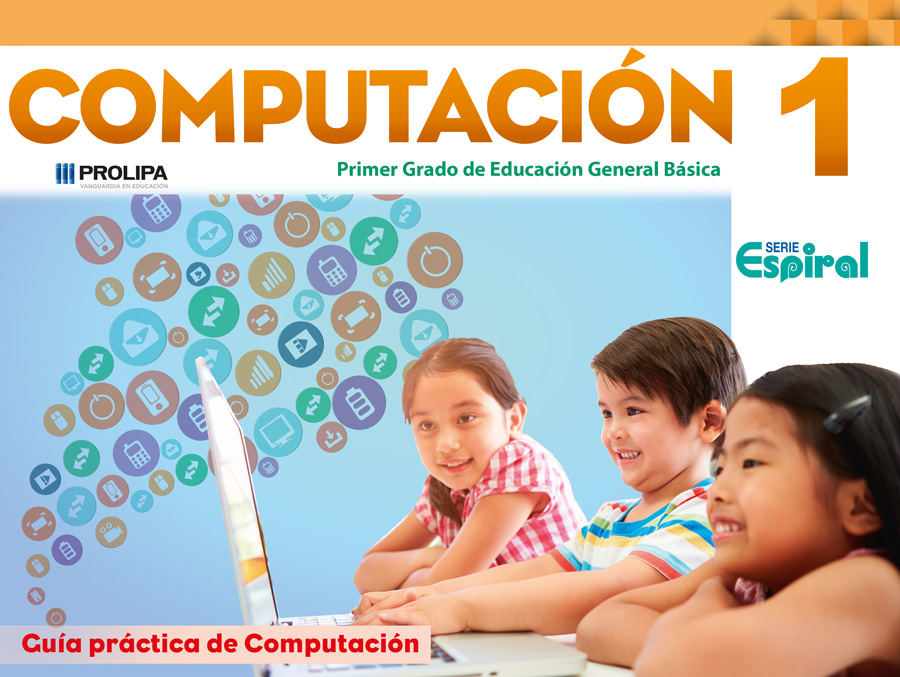 COMPUTACIÓN 1
PROLIPA
VANGUARDIA EN EDUCACIÓN
Primer Grado de Educación General Básica
SERIE
Espiral
Guía práctica de Computación